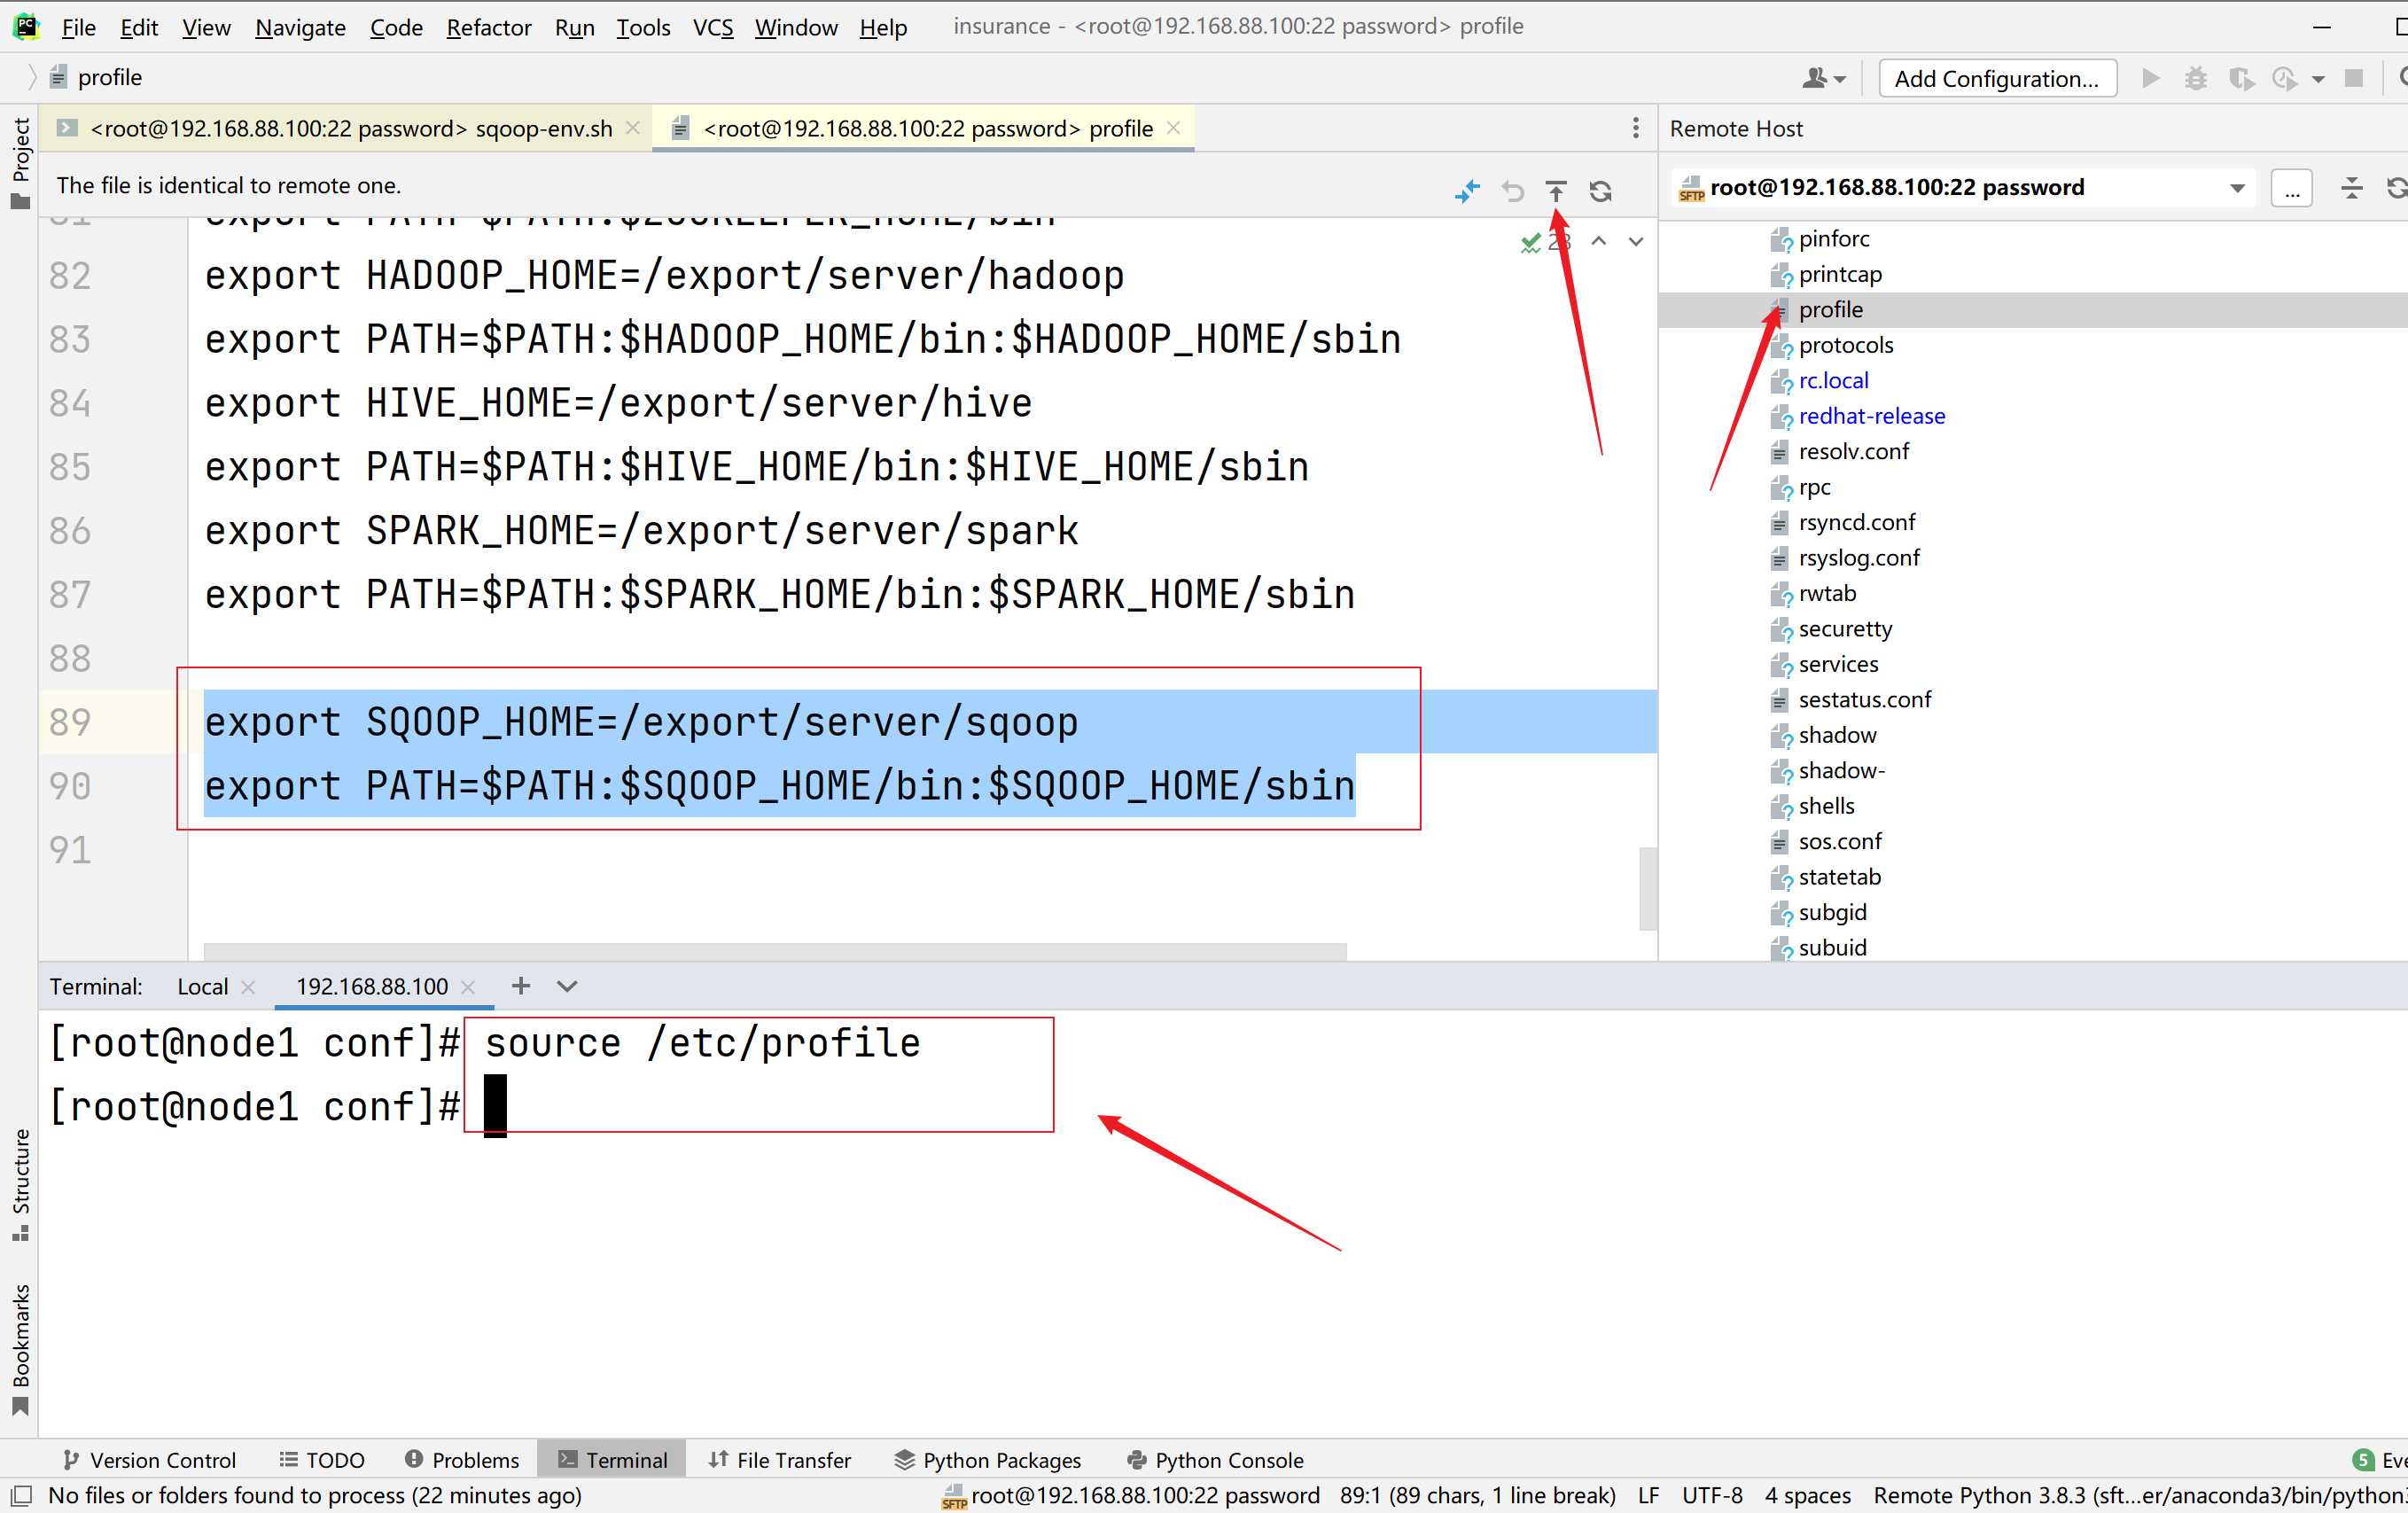 File Edit View Navigate Code Refactor Run Tools VCS Window Help insurance - <root@192.168.88.100:22 password> profile
profile
Add Configuration...
Project
<root@192.168.88.100:22 password> sqoop-env.sh
<root@192.168.88.100:22 password> profile
The file is identical to remote one.
81 export PATH=$PATH:$ZOOKEEPER_HOME/bin
82 export HADOOP_HOME=/export/server/hadoop
83 export PATH=$PATH:$HADOOP_HOME/bin:$HADOOP_HOME/sbin
84 export HIVE_HOME=/export/server/hive
85 export PATH=$PATH:$HIVE_HOME/bin:$HIVE_HOME/sbin
86 export SPARK_HOME=/export/server/spark
87 export PATH=$PATH:$SPARK_HOME/bin:$SPARK_HOME/sbin
88
89 export SQOOP_HOME=/export/server/sqoop
90 export PATH=$PATH:$SQOOP_HOME/bin:$SQOOP_HOME/sbin
91
Remote Host
SFTP root@192.168.88.100:22 password
...
pinforc
printcap
profile
protocols
rc.local
redhat-release
resolv.conf
rpc
rsyncd.conf
rsyslog.conf
rwtab
securetty
services
sestatus.conf
shadow
shadow-
shells
sos.conf
statetab
subgid
subuid
Terminal: Local 192.168.88.100
[root@node1 conf]# source /etc/profile
[root@node1 conf]#
Structure
Bookmarks
Version Control TODO Problems Terminal File Transfer Python Packages Python Console 5 Eve
No files or folders found to process (22 minutes ago) SFTP root@192.168.88.100:22 password 89:1 (89 chars, 1 line break) LF UTF-8 4 spaces Remote Python 3.8.3 (sft...er/anaconda3/bin/python3